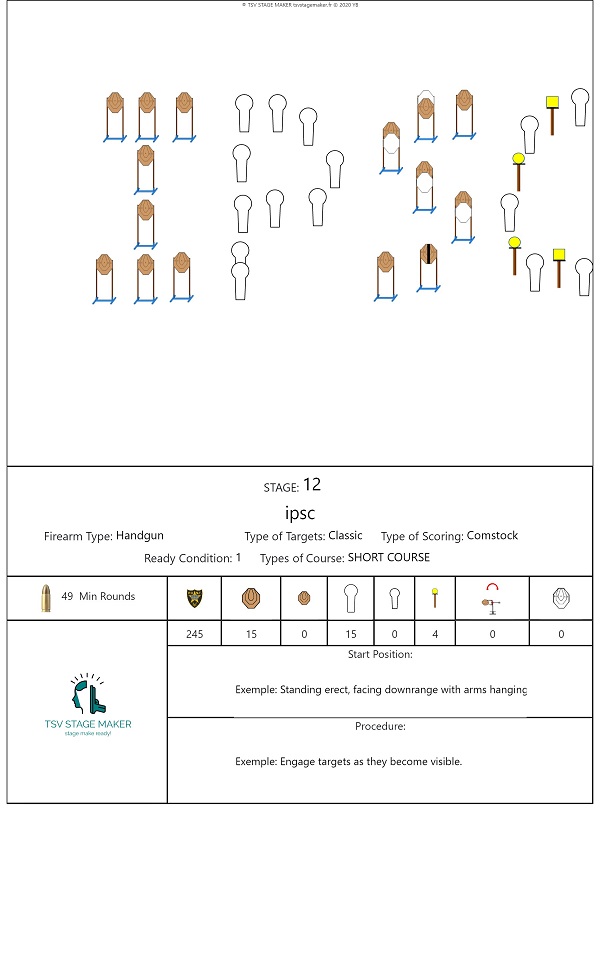 © TSV STAGE MAKER tsvstagemaker.fr © 2020 YB
STAGE: 12
ipsc
Firearm Type: Handgun Type of Targets: Classic Type of Scoring: Comstock
Ready Condition: 1 Types of Course: SHORT COURSE
49 Min Rounds
245 15 0 15 0 4 0 0
Start Position:
Exemple: Standing erect, facing downrange with arms hanging
TSV STAGE MAKER
stage make ready!
Procedure:
Exemple: Engage targets as they become visible.